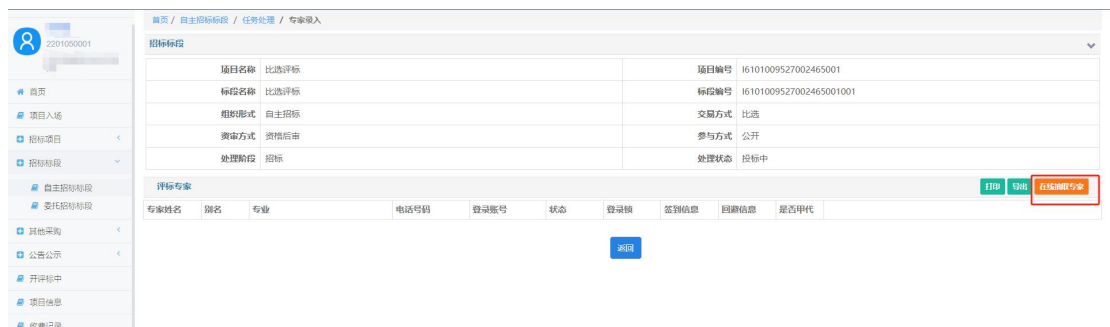 首页 / 自主招标标段 / 任务处理 / 专家录入
2201050001
招标标段
项目名称 比选评标 项目编号 I6101009527002465001
标段名称 比选评标 标段编号 I6101009527002465001001
组织形式 自主招标 交易方式 比选
资审方式 资格后审 参与方式 公开
处理阶段 招标 处理状态 投标中
评标专家 打印 导出 在线抽取专家
专家姓名 别名 专业 电话号码 登录账号 状态 登录锁 签到信息 回避信息 是否甲代
返回
首页
项目入场
招标项目
招标标段
自主招标标段
委托招标标段
其他采购
公告公示
开评标中
项目信息
收费记录